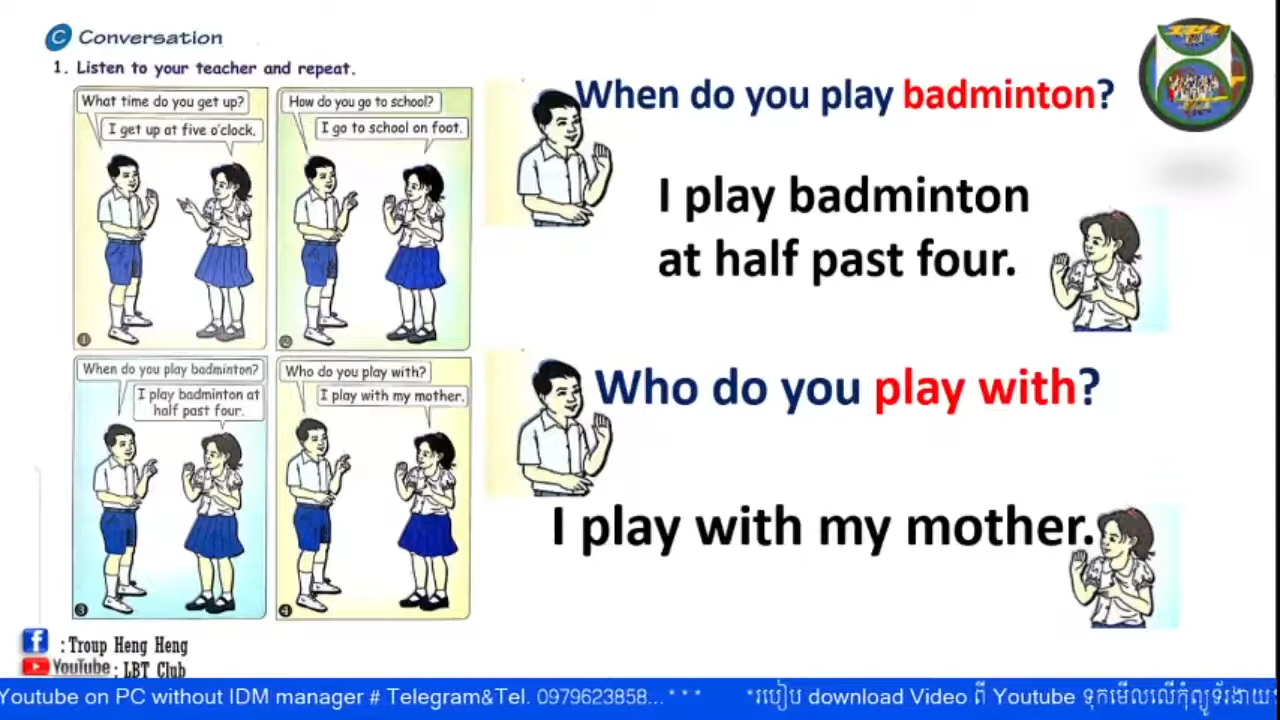 C Conversation
1. Listen to your teacher and repeat.
What time do you get up?
I get up at five o'clock.
1
How do you go to school?
I go to school on foot.
2
When do you play badminton?
I play badminton at
half past four.
3
Who do you play with?
I play with my mother.
4
When do you play badminton?
I play badminton
at half past four.
Who do you play with?
I play with my mother.
: Troup Heng Heng
YouTube : LBT Club
Youtube on PC without IDM manager # Telegram&Tel. 0979623858...*** *របៀប download Video ពី Youtube ទុកមើលលើកុំព្យូទ័រងាយ*